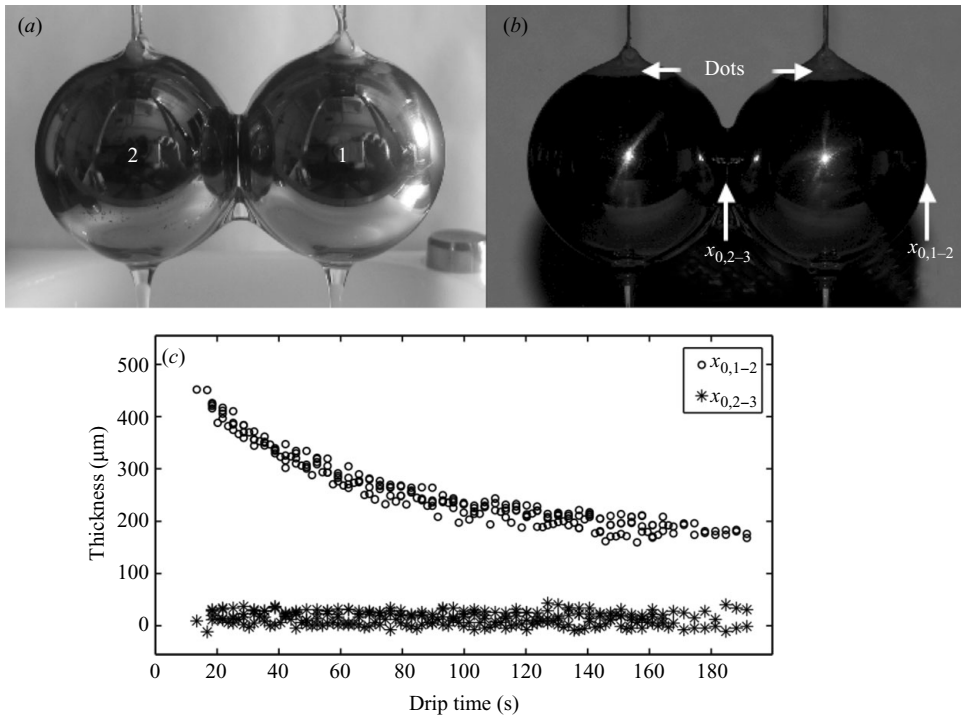 (a)
2
1
(b)
Dots
x0,2–3
x0,1–2
(c)
500
400
300
200
100
0
Thickness (μm)
x0,1–2
x0,2–3
0 20 40 60 80 100 120 140 160 180
Drip time (s)